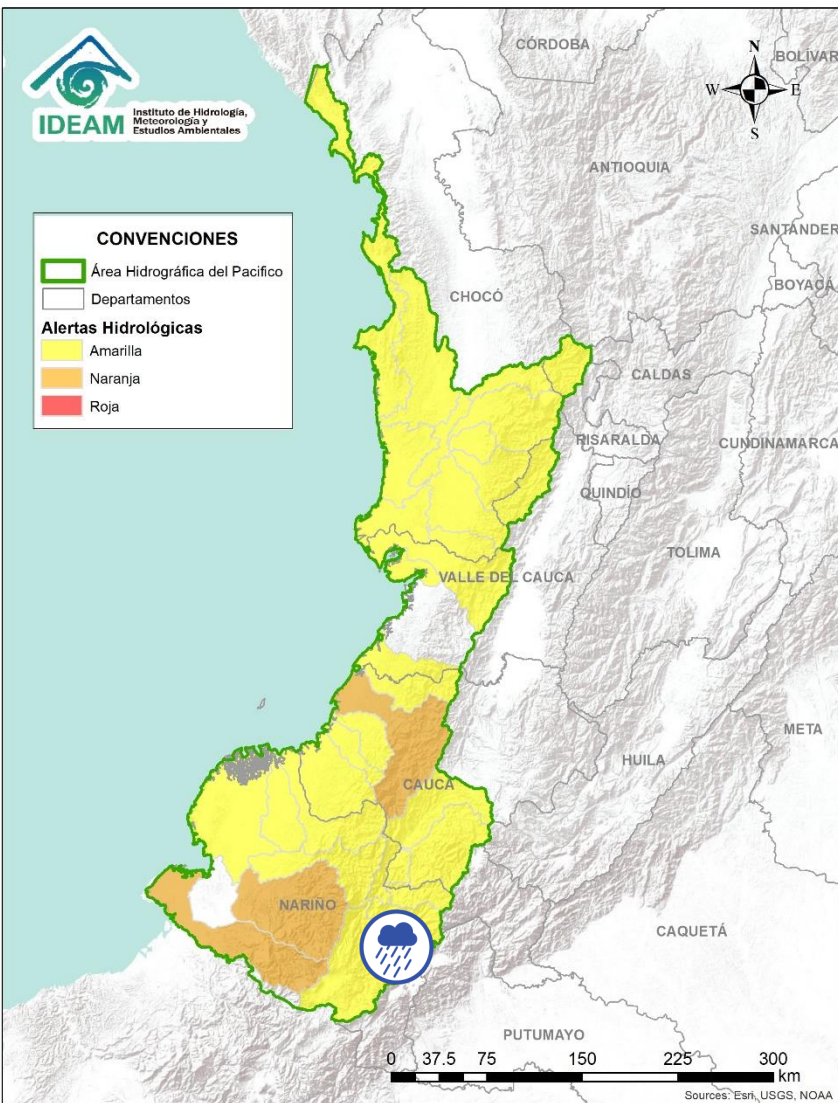 IDEAM
Instituto de Hidrología,
Meteorología y
Estudios Ambientales
CONVENCIONES
Área Hidrográfica del Pacifico
Departamentos
Alertas Hidrológicas
Amarilla
Naranja
Roja
N
W
E
S
CÓRDOBA
BOLÍVAR
ANTIOQUIA
SANTANDER
BOYACÁ
CHOCÓ
CALDAS
RISARALDA
CUNDINAMARCA
QUINDÍO
TOLIMA
VALLE DEL CAUCA
META
HUILA
CAUCA
NARIÑO
CAQUETÁ
PUTUMAYO
0 37.5 75 150 225 300
km
Sources: Esri, USGS, NOAA